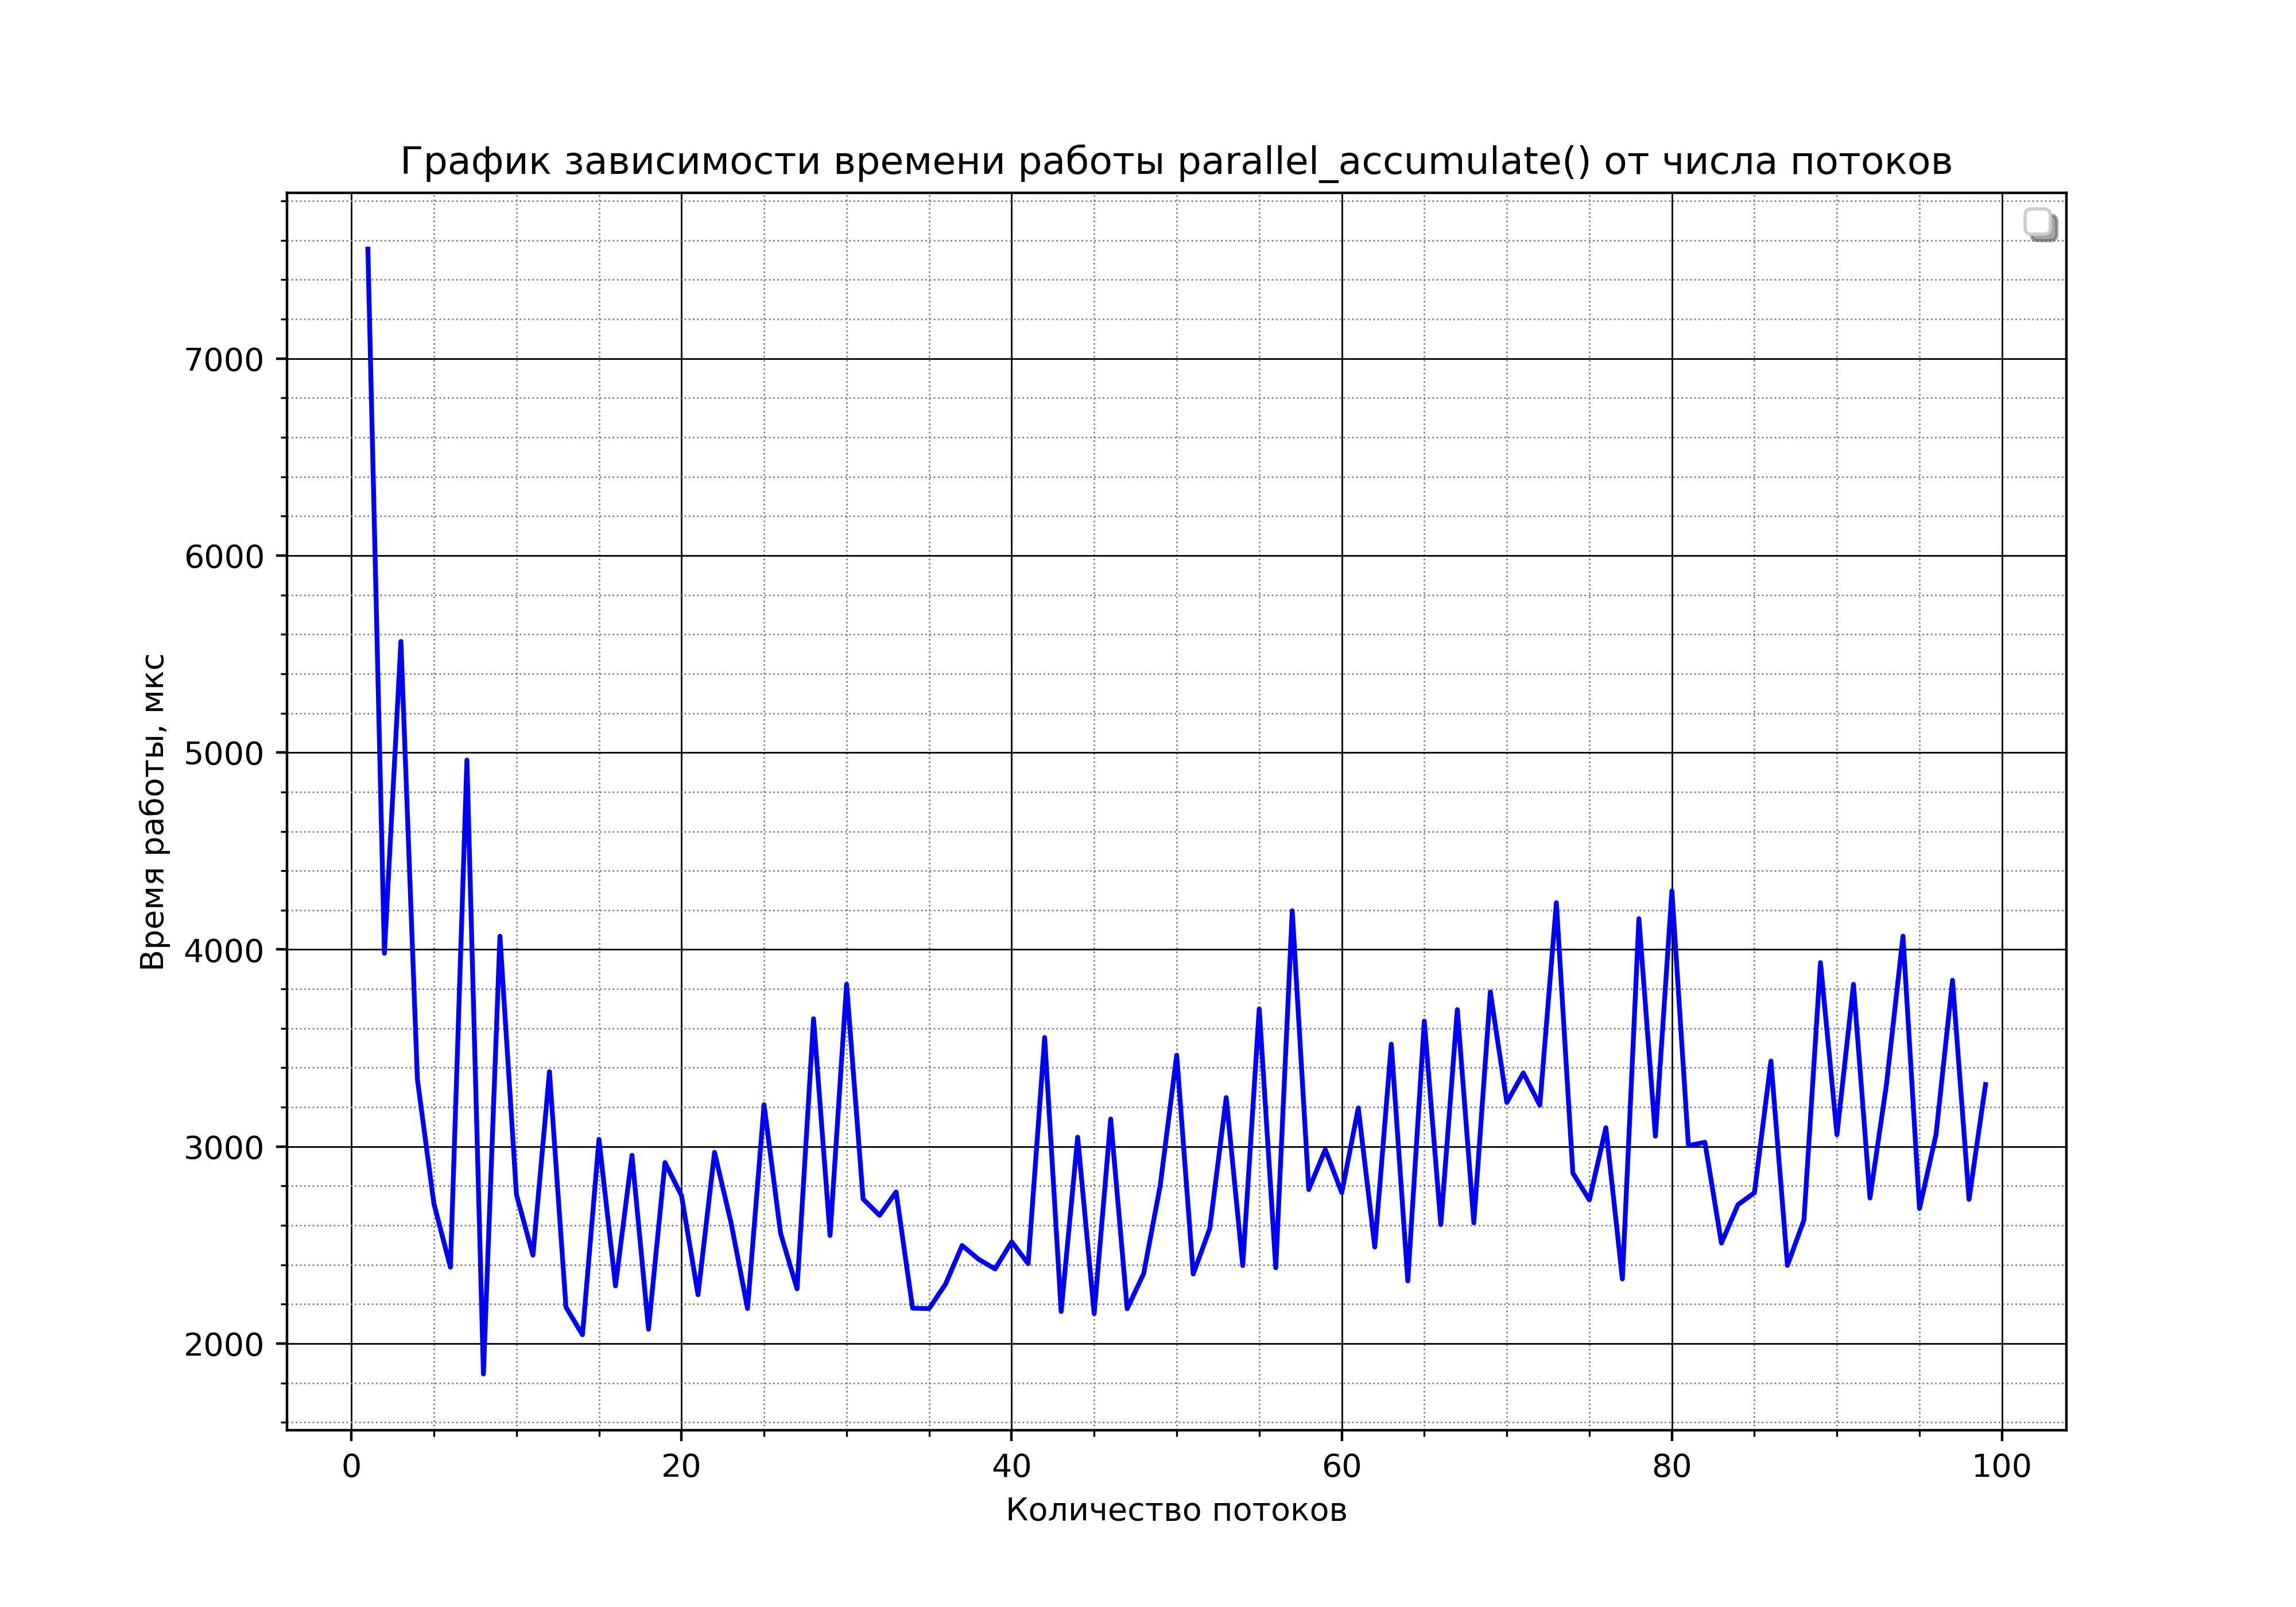 График зависимости времени работы parallel_accumulate() от числа потоков
Время работы, мкс
7000
6000
5000
4000
3000
2000
0 20 40 60 80 100
Количество потоков